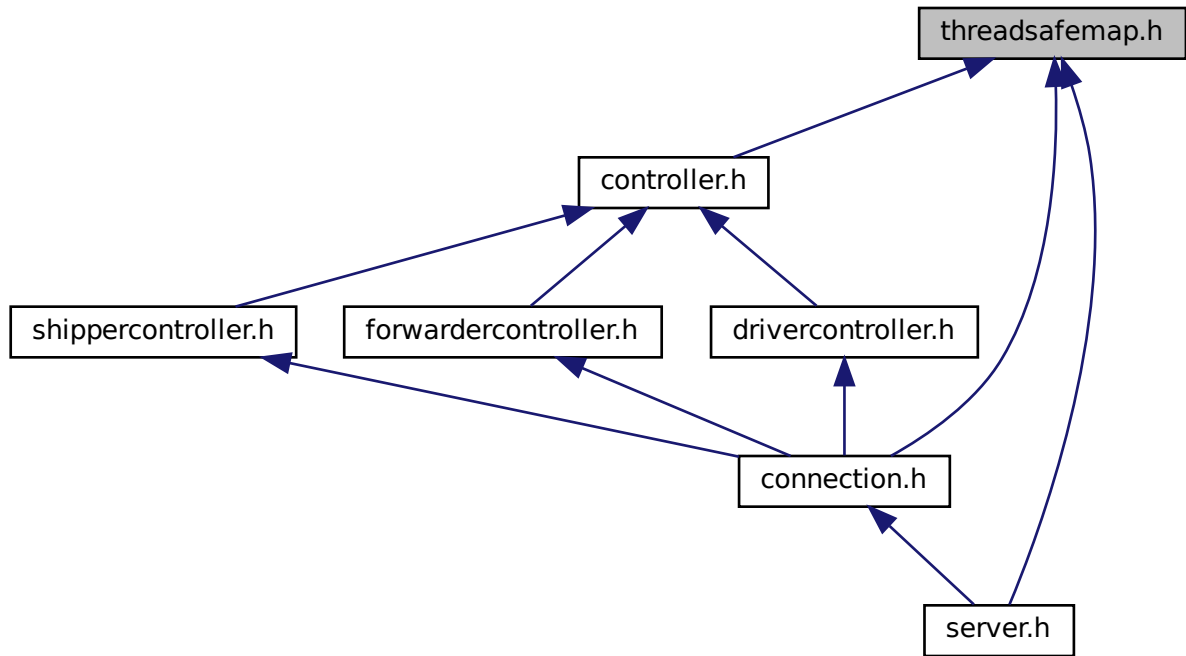 threadsafemap.h
controller.h
shippercontroller.h
forwardercontroller.h
drivercontroller.h
connection.h
server.h